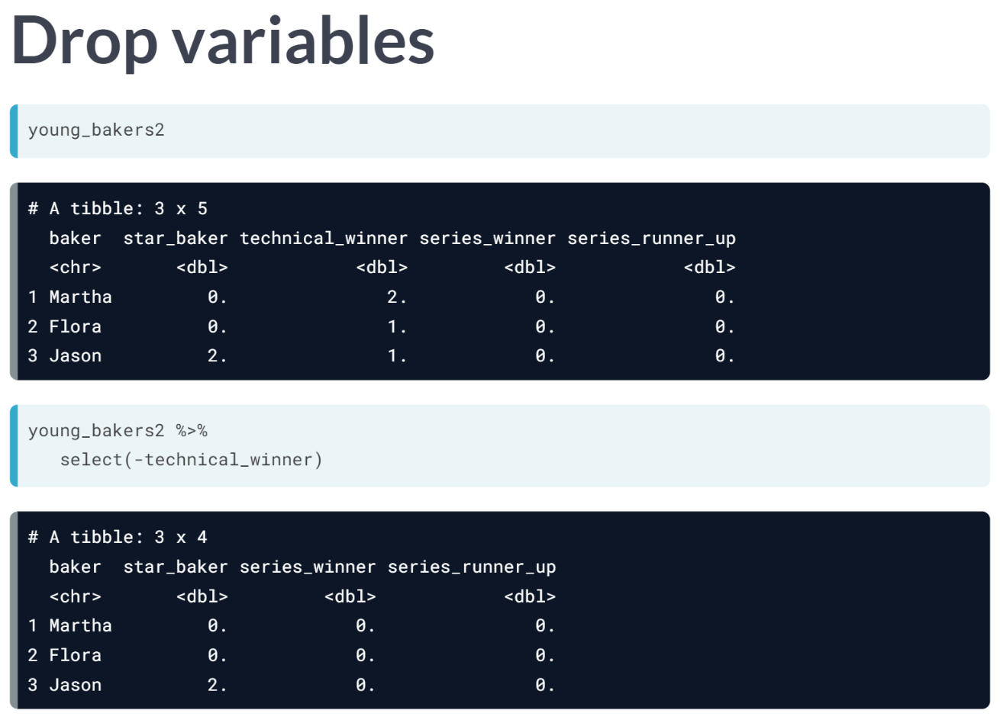 Drop variables
young_bakers2
# A tibble: 3 x 5
  baker  star_baker technical_winner series_winner series_runner_up
  <chr>       <dbl>            <dbl>         <dbl>            <dbl>
1 Martha         0.               2.            0.               0.
2 Flora          0.               1.            0.               0.
3 Jason          2.               1.            0.               0.
young_bakers2 %>%
   select(-technical_winner)
# A tibble: 3 x 4
  baker  star_baker series_winner series_runner_up
  <chr>       <dbl>         <dbl>            <dbl>
1 Martha         0.            0.               0.
2 Flora          0.            0.               0.
3 Jason          2.            0.               0.